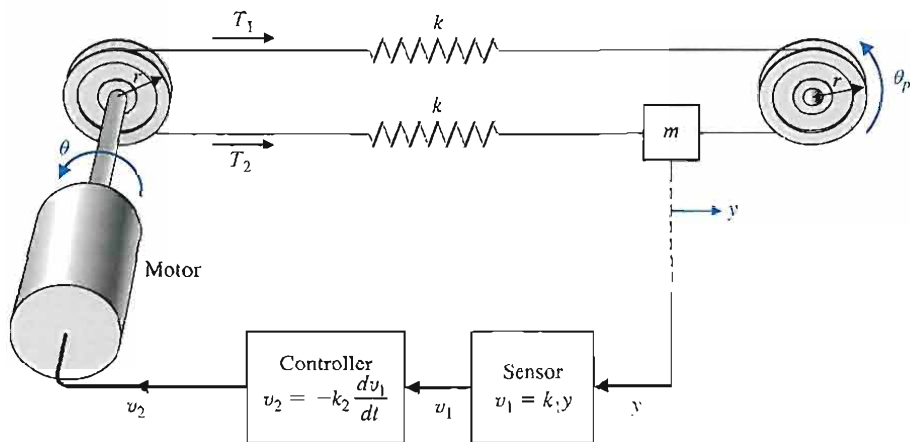 T₁
k
r
r
θₚ
k
m
T₂
θ
y
Motor
Controller
v₂ = −k₂ dv₁/dt
Sensor
v₁ = k₁y
v₂
v₁
y